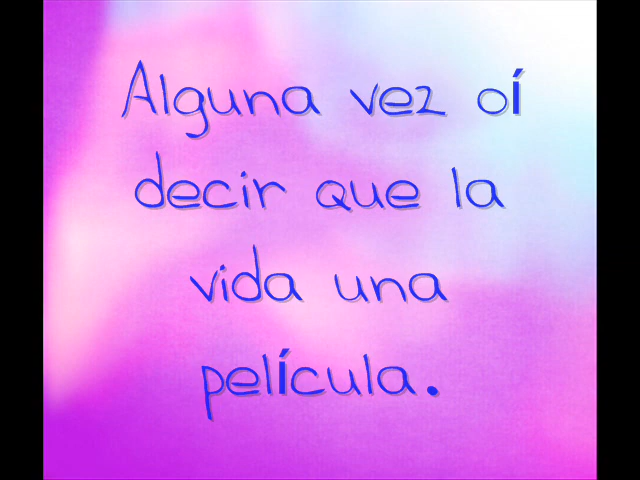 Alguna vez oí
decir que la
vida una
película.